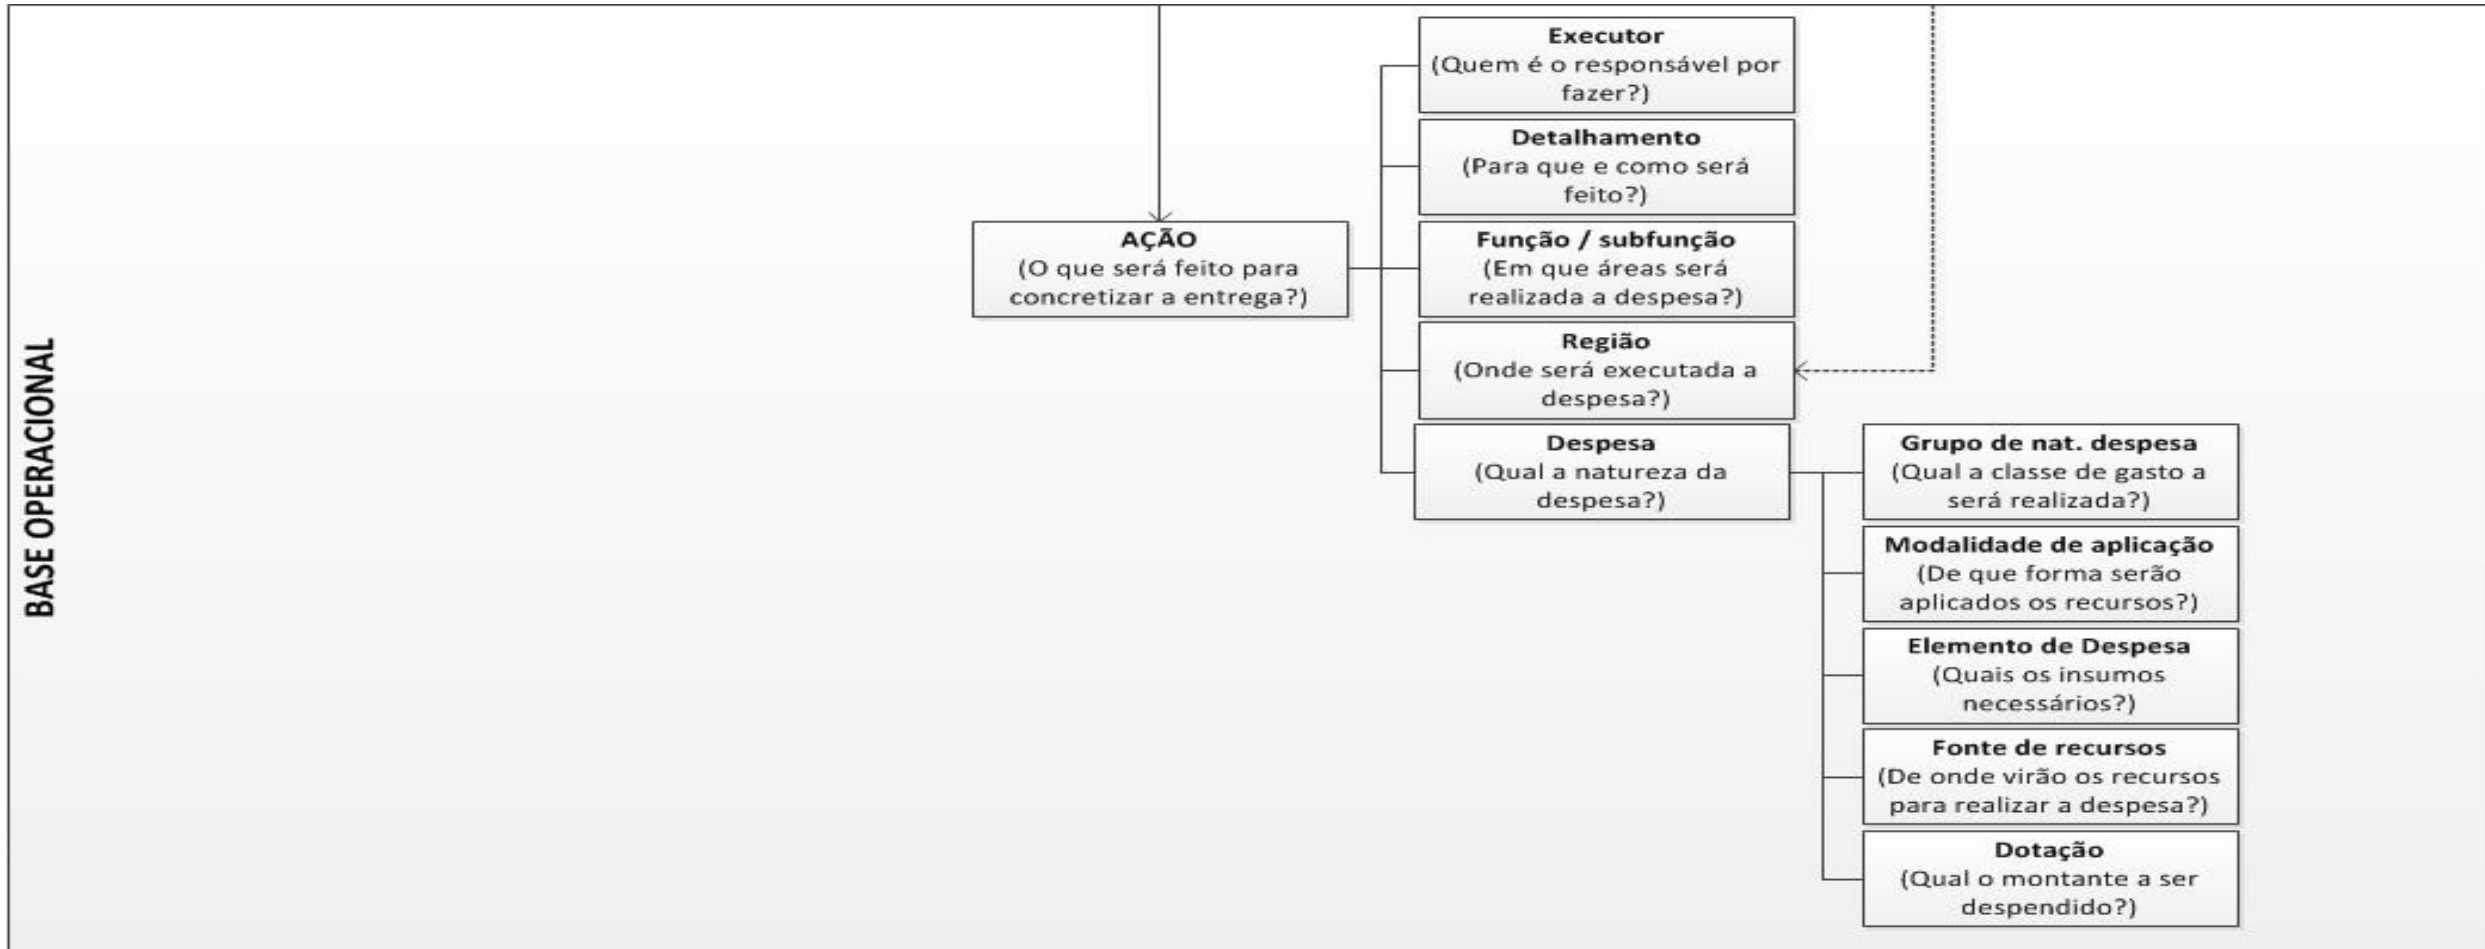 BASE OPERACIONAL
AÇÃO
(O que será feito para
concretizar a entrega?)
Executor
(Quem é o responsável por
fazer?)
Detalhamento
(Para que e como será
feito?)
Função / subfunção
(Em que áreas será
realizada a despesa?)
Região
(Onde será executada a
despesa?)
Despesa
(Qual a natureza da
despesa?)
Grupo de nat. despesa
(Qual a classe de gasto a
será realizada?)
Modalidade de aplicação
(De que forma serão
aplicados os recursos?)
Elemento de Despesa
(Quais os insumos
necessários?)
Fonte de recursos
(De onde virão os recursos
para realizar a despesa?)
Dotação
(Qual o montante a ser
despendido?)